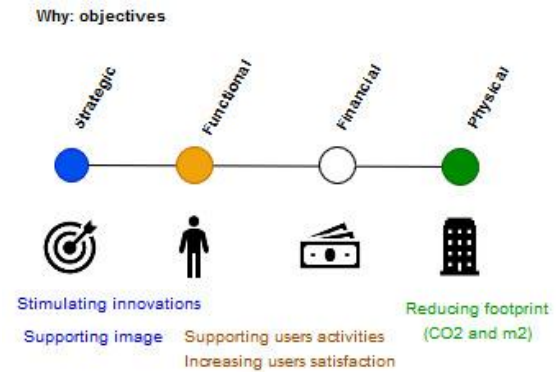 Why: objectives
Strategic
Functional
Financial
Physical
Stimulating innovations
Supporting image
Supporting users activities
Increasing users satisfaction
Reducing footprint
(CO2 and m2)